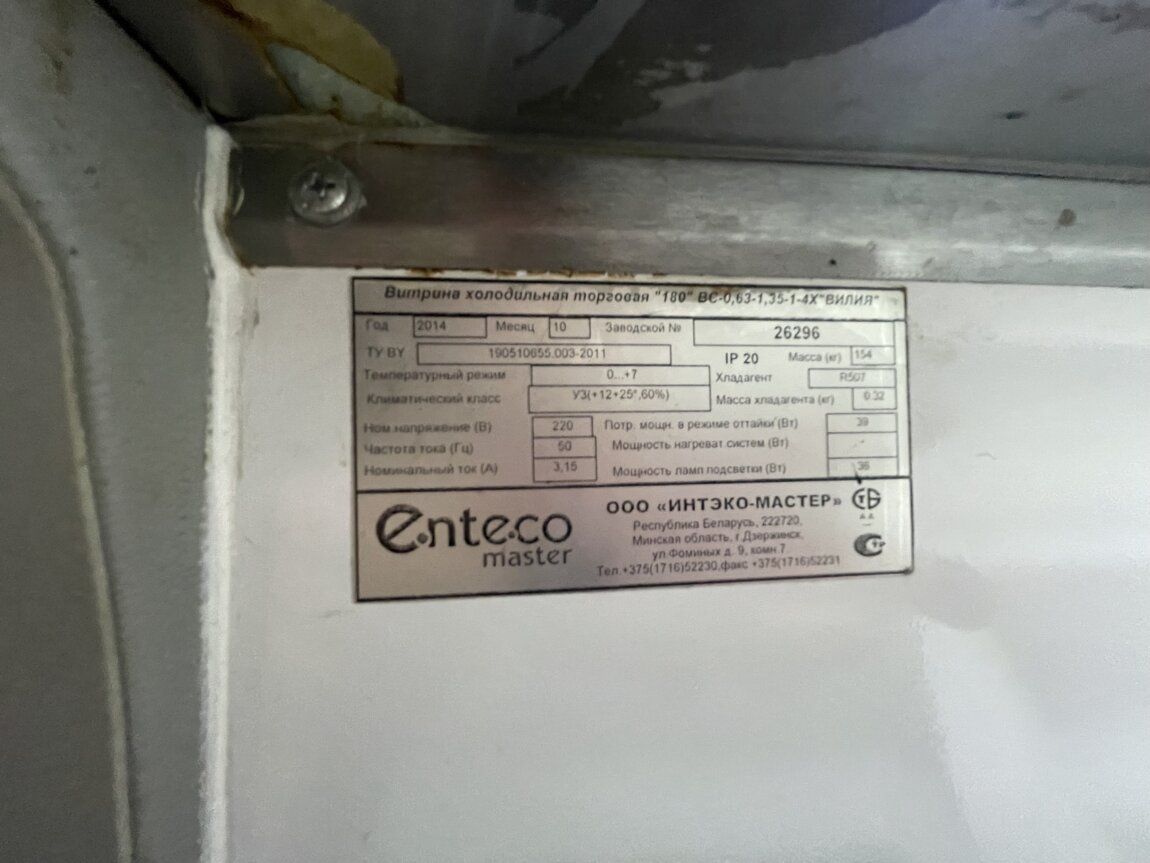 Витрина холодильная торговая "180" ВС-0,63-1,35-1-4Х"ВИЛИЯ"
Год 2014 Месяц 10 Заводской № 26296
ТУ BY 190510655.003-2011 IP 20 Масса (кг) 154
Температурный режим 0...+7 Хладагент R507
Климатический класс У3(+12+25°,60%) Масса хладагента (кг) 0.32
Ном напряжение (В) 220 Потр. мощн. в режиме оттайки (Вт) 39
Частота тока (Гц) 50 Мощность нагреват.систем (Вт) -
Номинальный ток (А) 3,15 Мощность ламп подсветки (Вт) 36
enteco
master
ООО «ИНТЭКО-МАСТЕР»
Республика Беларусь, 222720,
Минская область, г.Дзержинск,
ул.Фоминых д. 9, комн.7
Тел.+375(1716)52230,факс +375(1716)52231